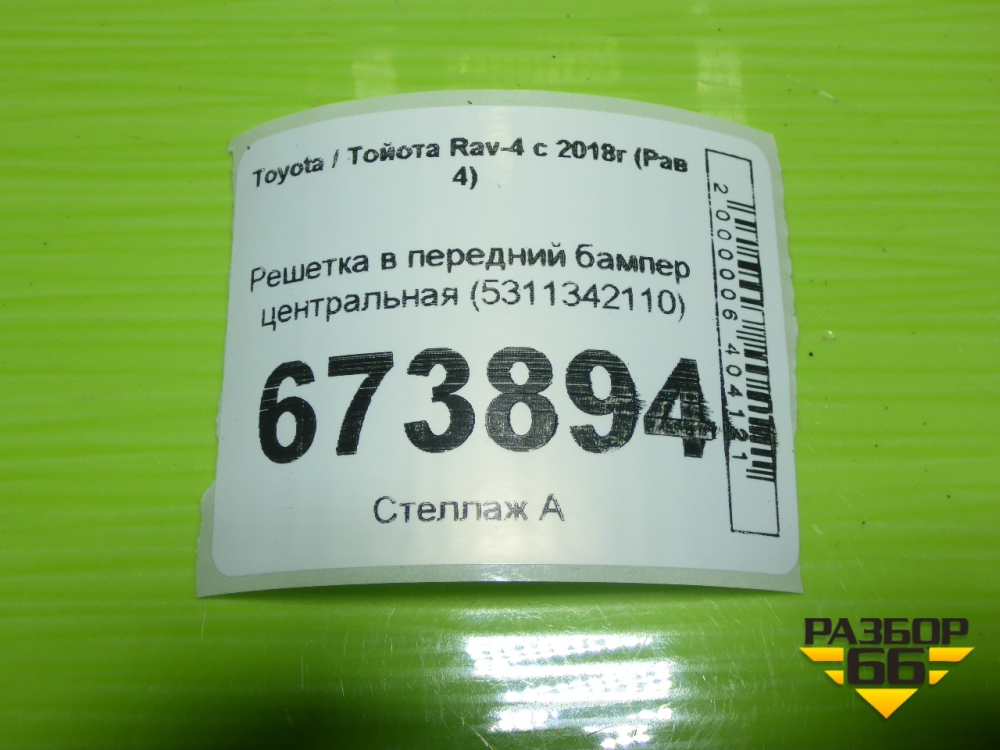 Toyota / Тойота Rav-4 с 2018г (Рав
4)
Решетка в передний бампер
центральная (5311342110)
673894
Стеллаж А
2000006404121
РАЗБОР
66